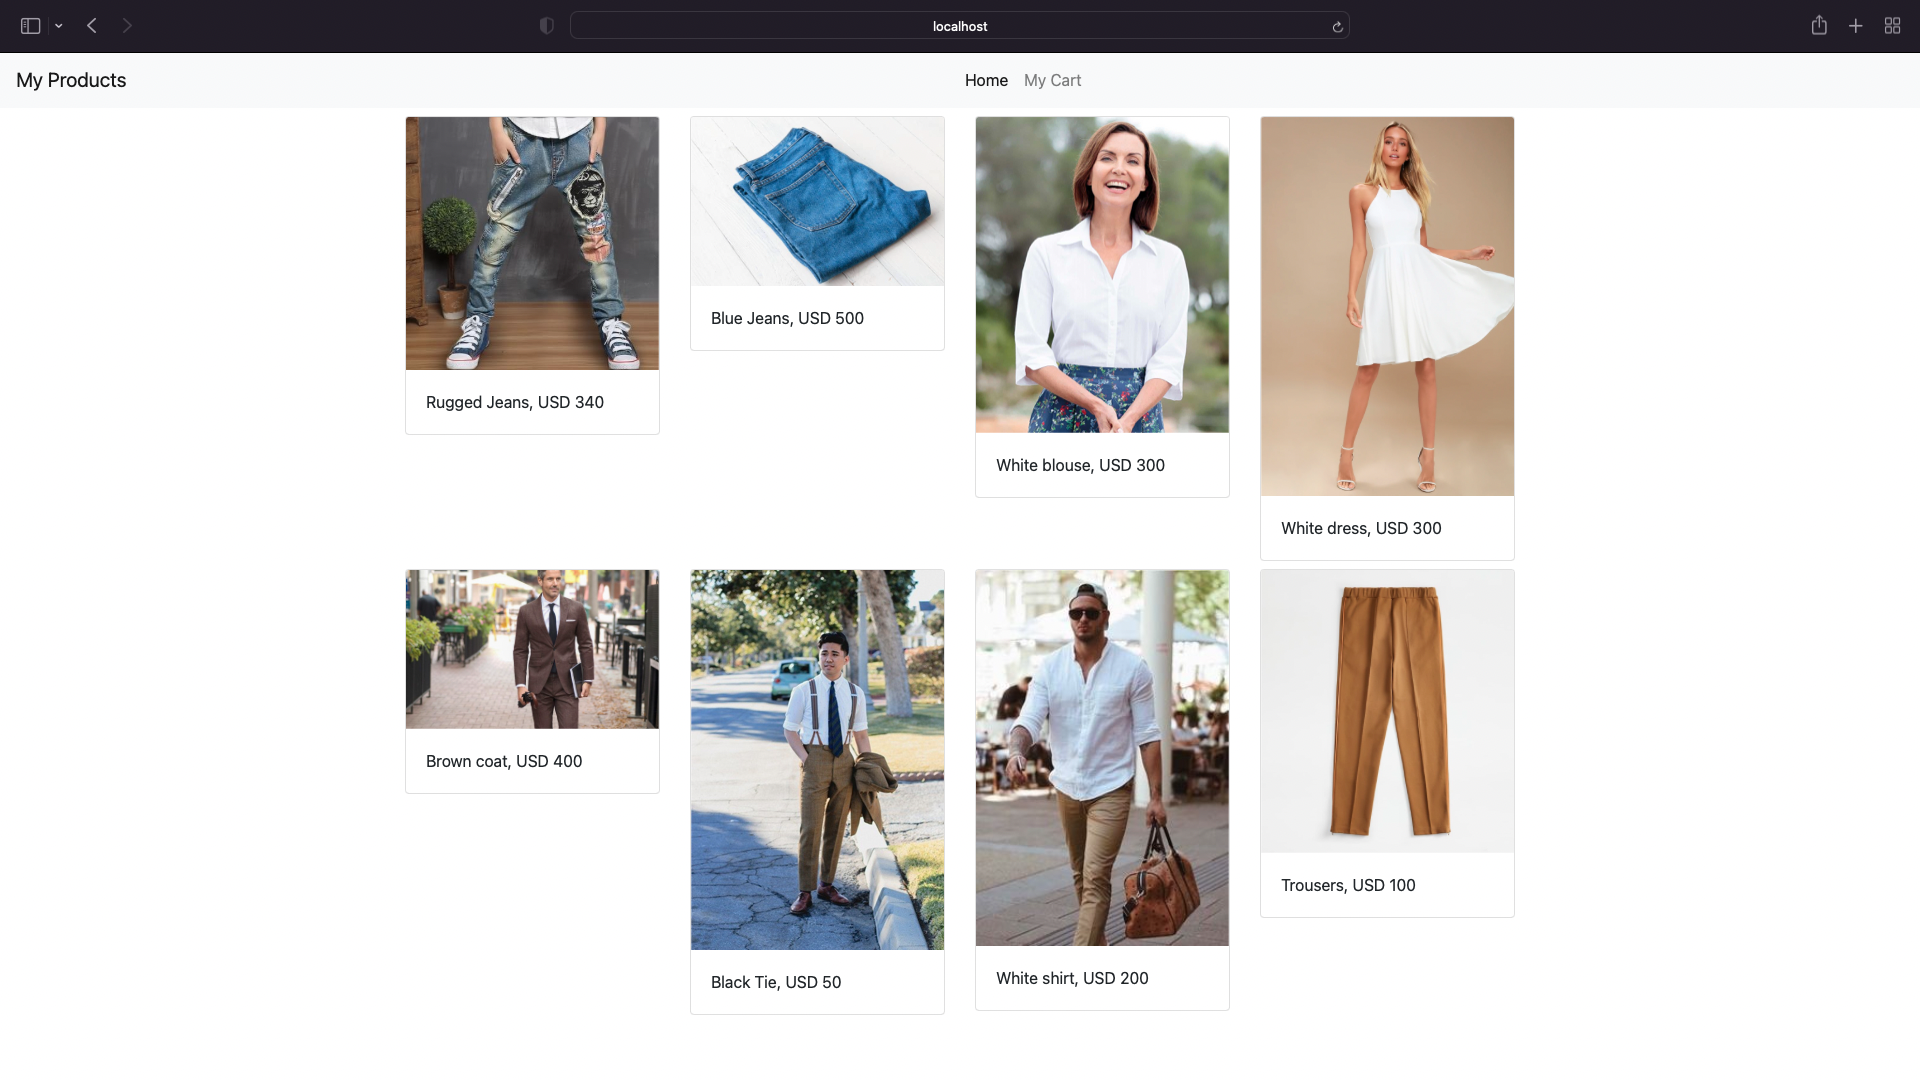 localhost
My Products
Home
My Cart
Rugged Jeans, USD 340
Blue Jeans, USD 500
White blouse, USD 300
White dress, USD 300
Brown coat, USD 400
Black Tie, USD 50
White shirt, USD 200
Trousers, USD 100